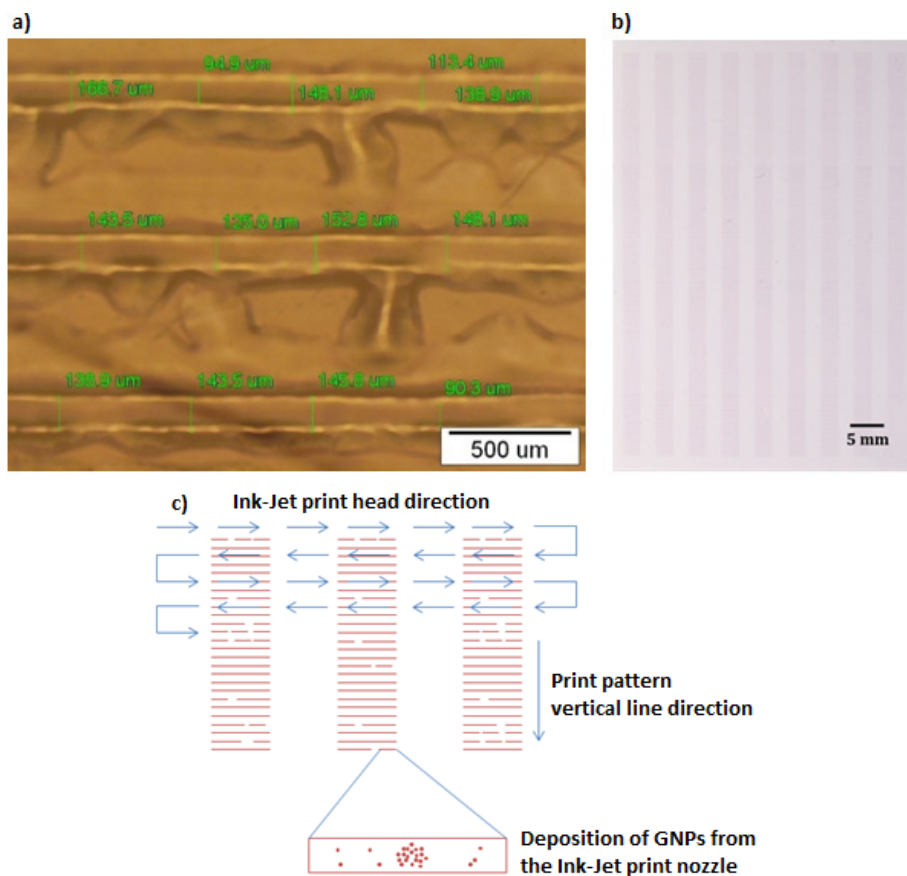 a)
b)
94.9 um
113.4 um
166.7 um
148.1 um
138.9 um
143.5 um
125.0 um
152.8 um
148.1 um
138.9 um
143.5 um
145.8 um
90.3 um
500 um
5 mm
c)
Ink-Jet print head direction
Print pattern
vertical line direction
Deposition of GNPs from
the Ink-Jet print nozzle